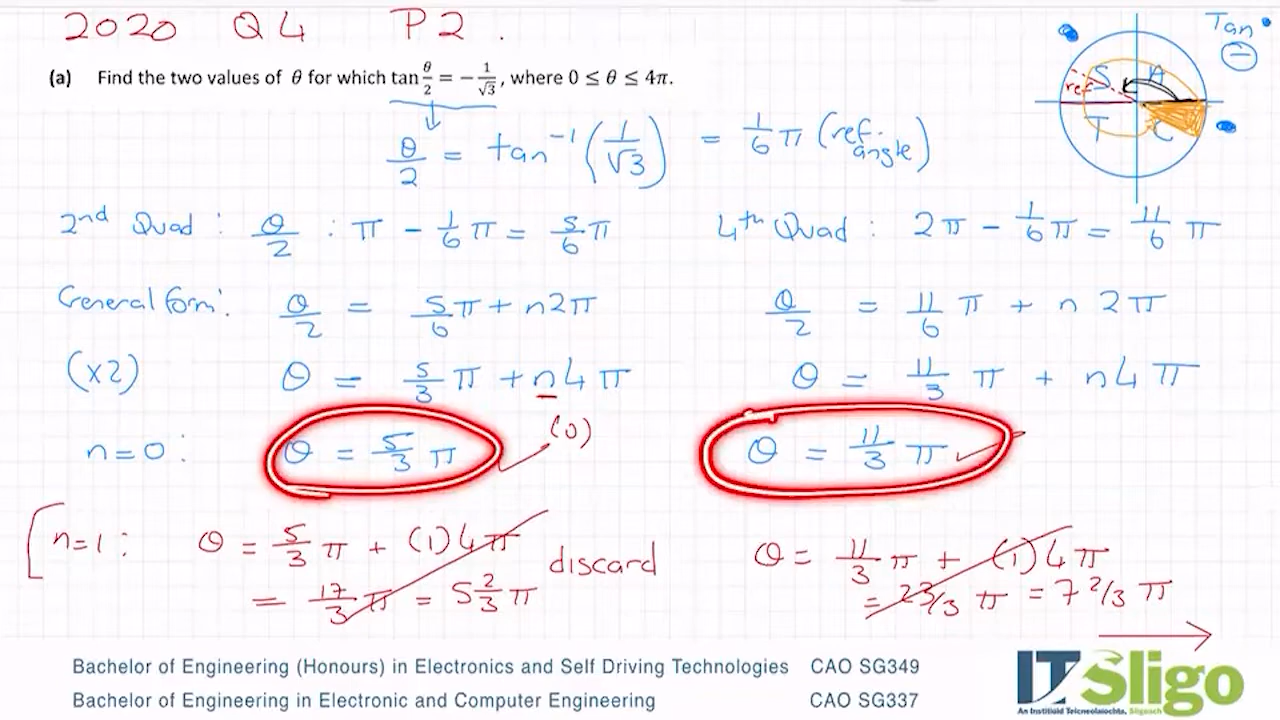 2020 Q4 P2.
(a) Find the two values of θ for which tan θ/2 = −1/√3, where 0 ≤ θ ≤ 4π.
Tan
−
S A
ref
T C
θ/2 = tan⁻¹(1/√3) = 1/6 π (ref. angle)
2nd Quad : θ/2 : π − 1/6 π = 5/6 π
4th Quad : 2π − 1/6 π = 11/6 π
General form: θ/2 = 5/6 π + n2π
θ/2 = 11/6 π + n 2π
(x2) θ = 5/3 π + n4π
θ = 11/3 π + n4π
n=0 : θ = 5/3 π (0)
θ = 11/3 π
n=1 : θ = 5/3 π + (1)4π
= 17/3 π = 5 2/3 π discard
θ = 11/3 π + (1)4π
= 23/3 π = 7 2/3 π
Bachelor of Engineering (Honours) in Electronics and Self Driving Technologies CAO SG349
Bachelor of Engineering in Electronic and Computer Engineering CAO SG337
IT Sligo
An Institiúid Teicneolaíochta, Sligeach